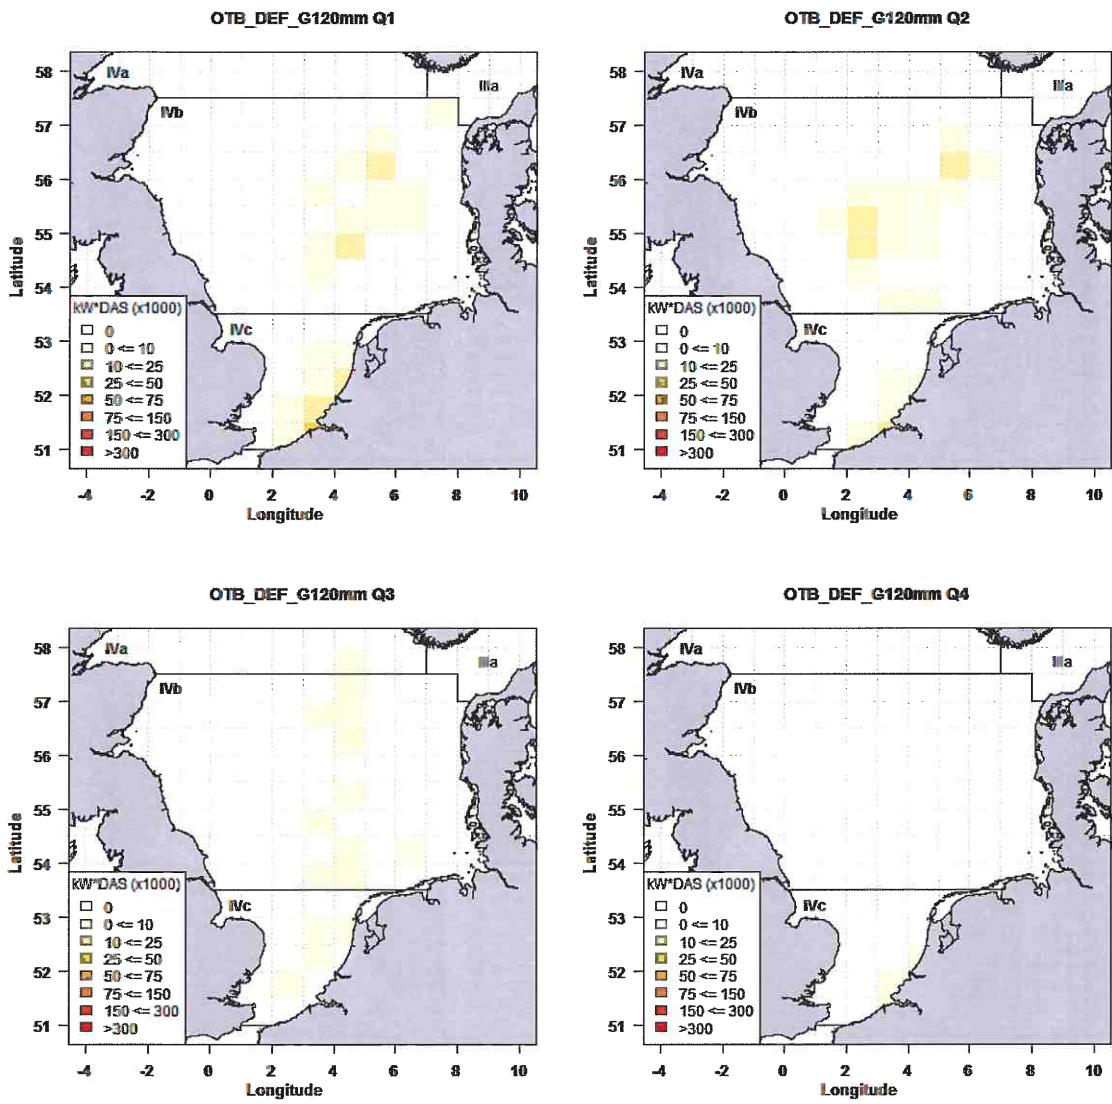 OTB_DEF_G120mm Q1
IVa
IIIa
IVb
IVc
58
57
56
55
54
53
52
51
Latitude
kW*DAS (x1000)
0
0 <= 10
10 <= 25
25 <= 50
50 <= 75
75 <= 150
150 <= 300
>300
-4 -2 0 2 4 6 8 10
Longitude
OTB_DEF_G120mm Q2
IVa
IIIa
IVb
IVc
58
57
56
55
54
53
52
51
Latitude
kW*DAS (x1000)
0
0 <= 10
10 <= 25
25 <= 50
50 <= 75
75 <= 150
150 <= 300
>300
-4 -2 0 2 4 6 8 10
Longitude
OTB_DEF_G120mm Q3
IVa
IIIa
IVb
IVc
58
57
56
55
54
53
52
51
Latitude
kW*DAS (x1000)
0
0 <= 10
10 <= 25
25 <= 50
50 <= 75
75 <= 150
150 <= 300
>300
-4 -2 0 2 4 6 8 10
Longitude
OTB_DEF_G120mm Q4
IVa
IIIa
IVb
IVc
58
57
56
55
54
53
52
51
Latitude
kW*DAS (x1000)
0
0 <= 10
10 <= 25
25 <= 50
50 <= 75
75 <= 150
150 <= 300
>300
-4 -2 0 2 4 6 8 10
Longitude